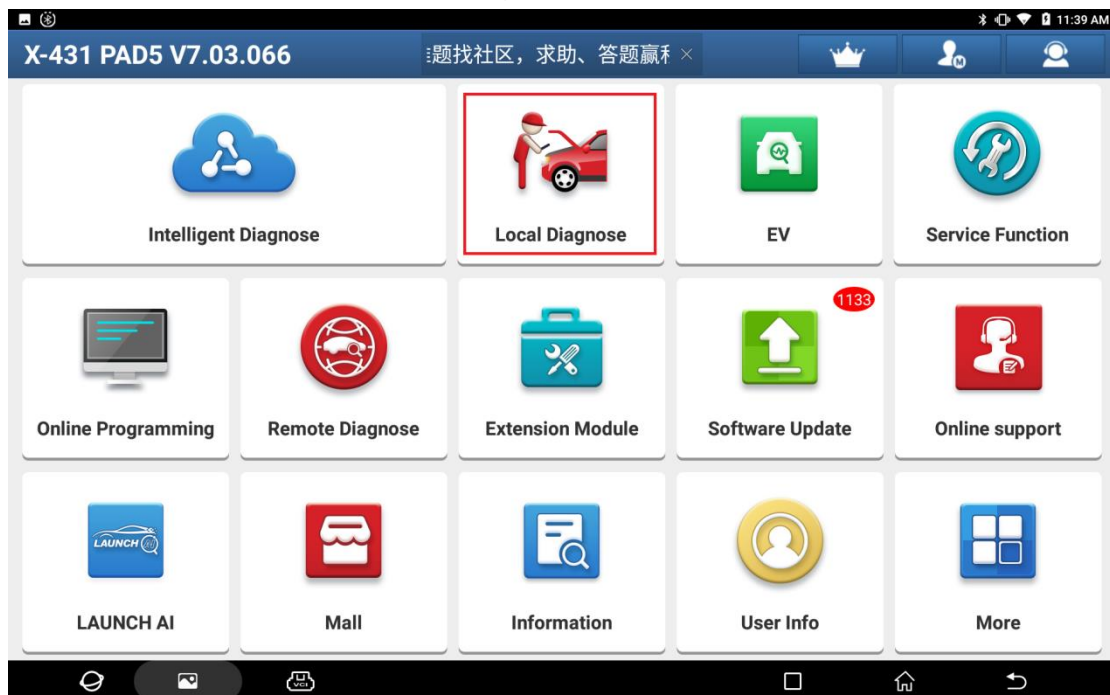 11:39 AM
X-431 PAD5 V7.03.066
题找社区，求助、答题赢
Intelligent Diagnose
Local Diagnose
EV
Service Function
1133
Online Programming
Remote Diagnose
Extension Module
Software Update
Online support
LAUNCH
LAUNCH AI
Mall
Information
User Info
More
VCI